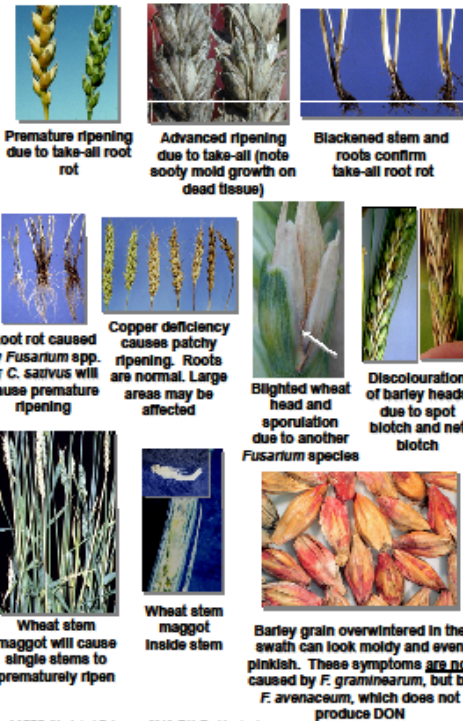 Premature ripening
due to take-all root
rot
Advanced ripening
due to take-all (note
sooty mold growth on
dead tissue)
Blackened stem and
roots confirm
take-all root rot
oot rot caused
y Fusarium spp.
r C. sativus will
ause premature
ripening
Copper deficiency
causes patchy
ripening. Roots
are normal. Large
areas may be
affected
Blighted wheat
head and
sporulation
due to another
Fusarium species
Discolouration
of barley heads
due to spot
blotch and net
blotch
Wheat stem
maggot will cause
single stems to
prematurely ripen
Wheat stem
maggot
inside stem
Barley grain overwintered in the
swath can look moldy and even
pinkish. These symptoms are no
caused by F. graminearum, but b
F. avenaceum, which does not
produce DON